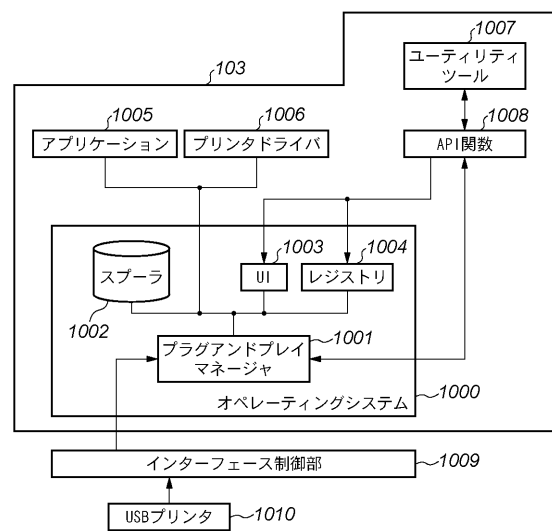 1007
ユーティリティ
ツール
103
1005
アプリケーション
1006
プリンタドライバ
1008
API関数
スプーラ
1002
1003
UI
1004
レジストリ
1001
プラグアンドプレイ
マネージャ
1000
オペレーティングシステム
インターフェース制御部
1009
USBプリンタ
1010